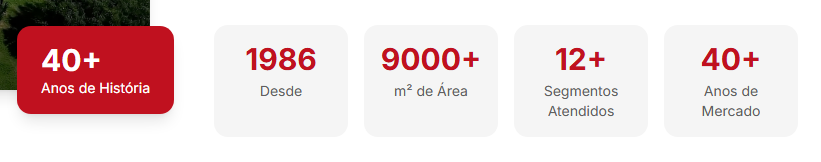 40+
Anos de História
1986
Desde
9000+
m² de Área
12+
Segmentos
Atendidos
40+
Anos de
Mercado